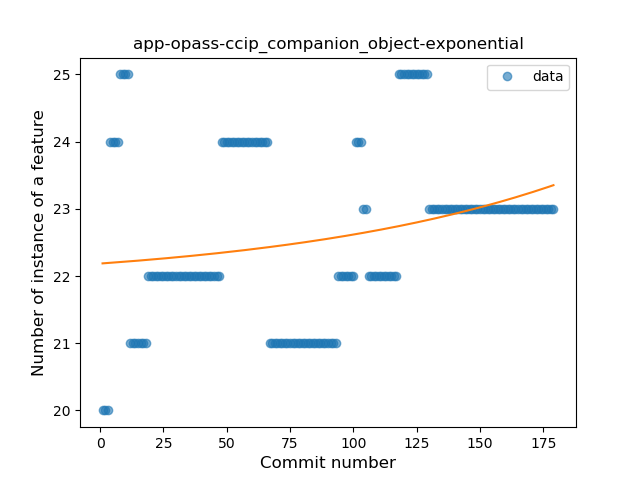 app-opass-ccip_companion_object-exponential
data
Number of instance of a feature
25
24
23
22
21
20
0 25 50 75 100 125 150 175
Commit number